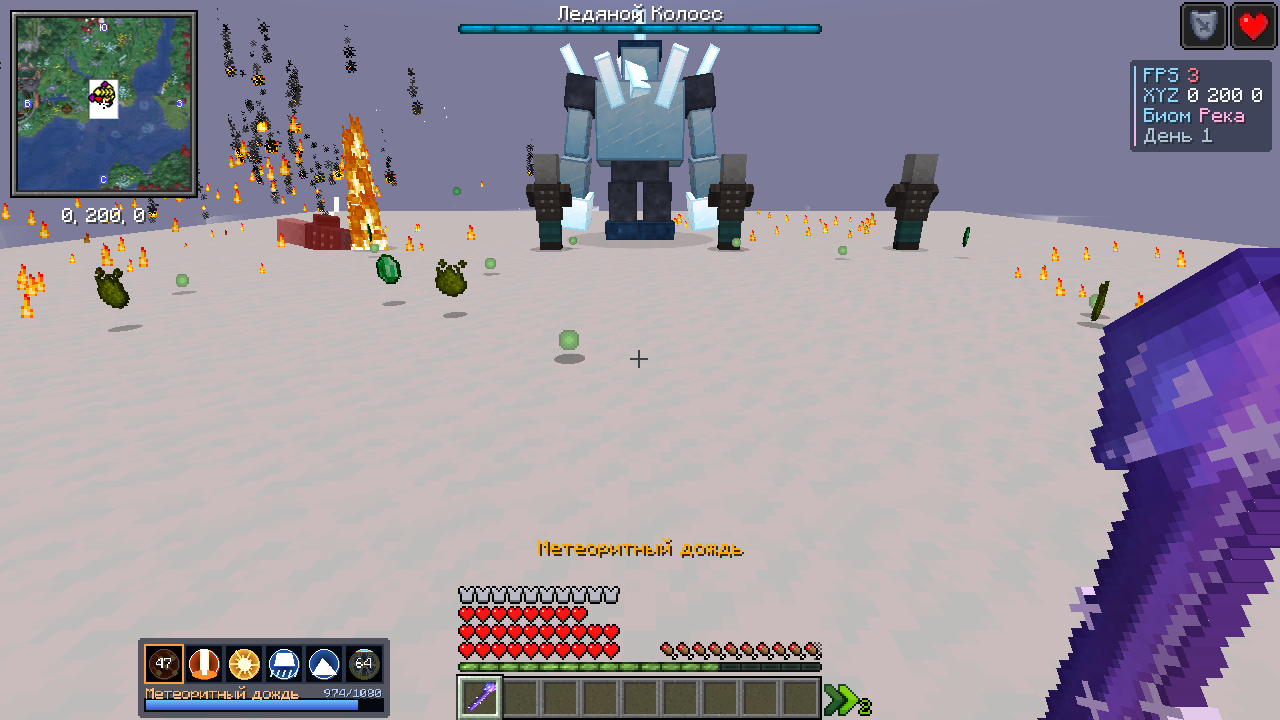 Ледяной Колосс
Ю
Б
З
С
0, 200, 0
FPS 3
XYZ 0 200 0
Биом Река
День 1
Метеоритный дождь
47
64
Метеоритный дождь 974/1080
3